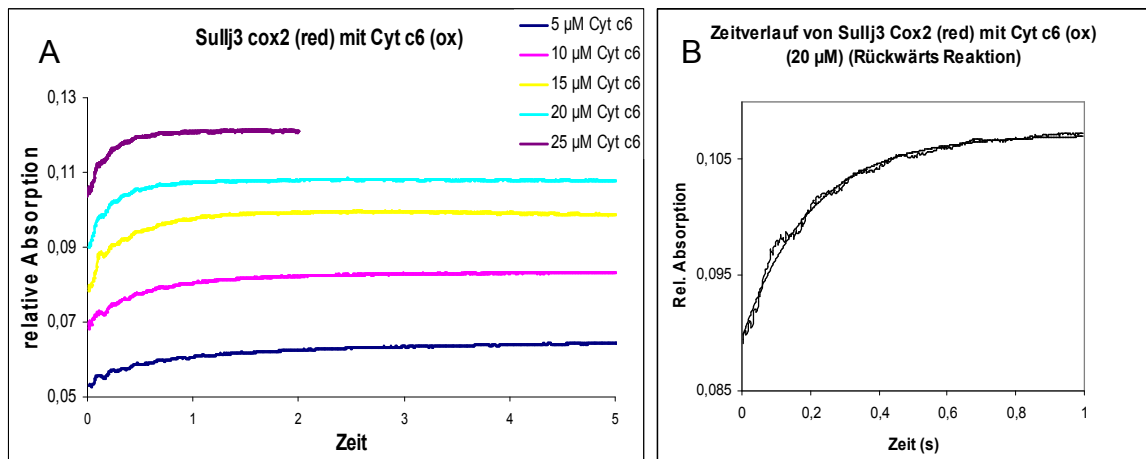 A
Sullj3 cox2 (red) mit Cyt c6 (ox)
5 µM Cyt c6
10 µM Cyt c6
15 µM Cyt c6
20 µM Cyt c6
25 µM Cyt c6
relative Absorption
0,13
0,11
0,09
0,07
0,05
0
1
2
3
4
5
Zeit
B
Zeitverlauf von Sullj3 Cox2 (red) mit Cyt c6 (ox)
(20 µM) (Rückwärts Reaktion)
Rel. Absorption
0,105
0,095
0,085
0
0,2
0,4
0,6
0,8
1
Zeit (s)